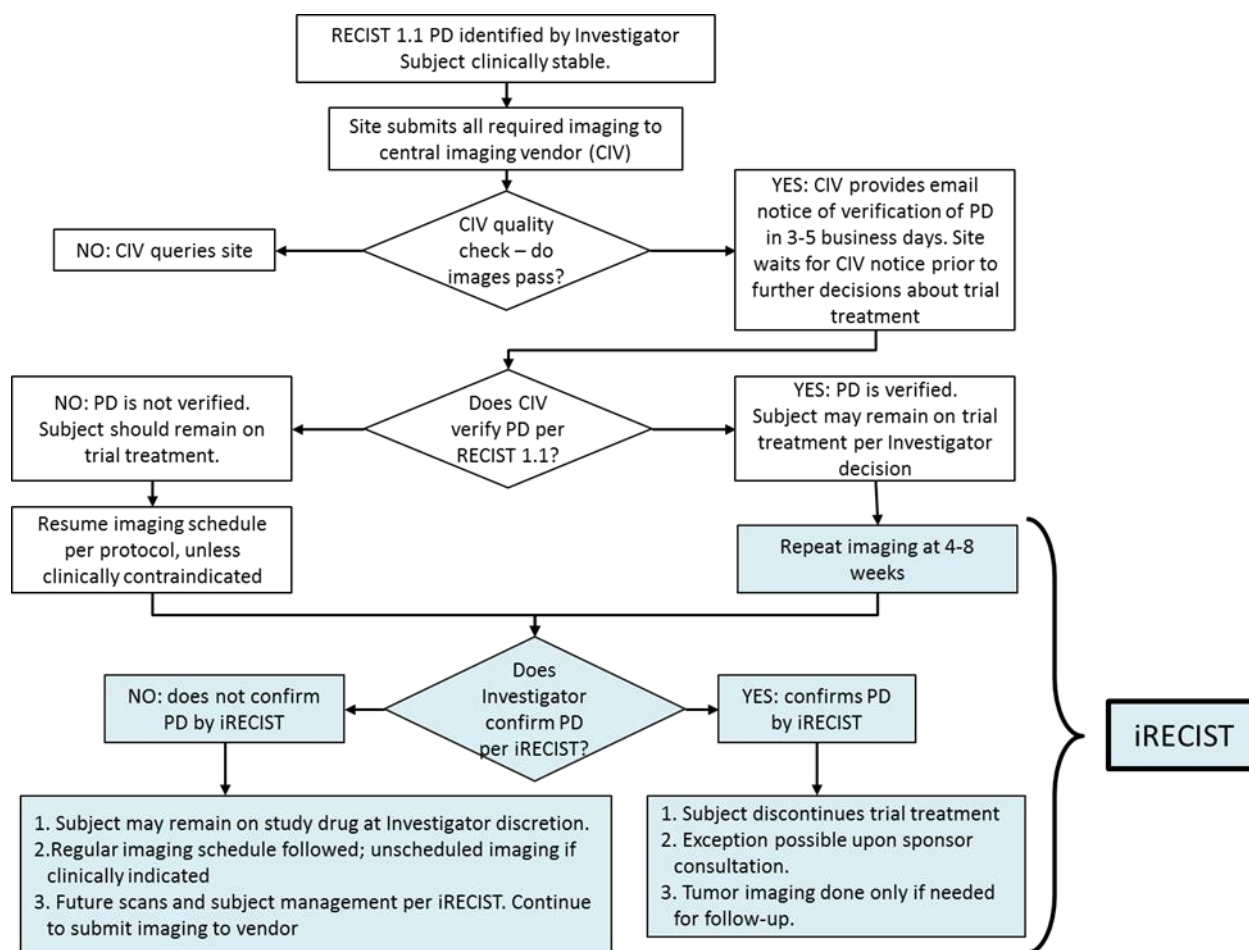 RECIST 1.1 PD identified by Investigator
Subject clinically stable.
Site submits all required imaging to
central imaging vendor (CIV)
CIV quality
check – do
images pass?
NO: CIV queries site
YES: CIV provides email
notice of verification of PD
in 3-5 business days. Site
waits for CIV notice prior to
further decisions about trial
treatment
Does CIV
verify PD per
RECIST 1.1?
NO: PD is not verified.
Subject should remain on
trial treatment.
YES: PD is verified.
Subject may remain on trial
treatment per Investigator
decision
Resume imaging schedule
per protocol, unless
clinically contraindicated
Repeat imaging at 4-8
weeks
Does
Investigator
confirm PD
per iRECIST?
NO: does not confirm
PD by iRECIST
YES: confirms PD
by iRECIST
iRECIST
1. Subject may remain on study drug at Investigator discretion.
2.Regular imaging schedule followed; unscheduled imaging if
clinically indicated
3. Future scans and subject management per iRECIST. Continue
to submit imaging to vendor
1. Subject discontinues trial treatment
2. Exception possible upon sponsor
consultation.
3. Tumor imaging done only if needed
for follow-up.